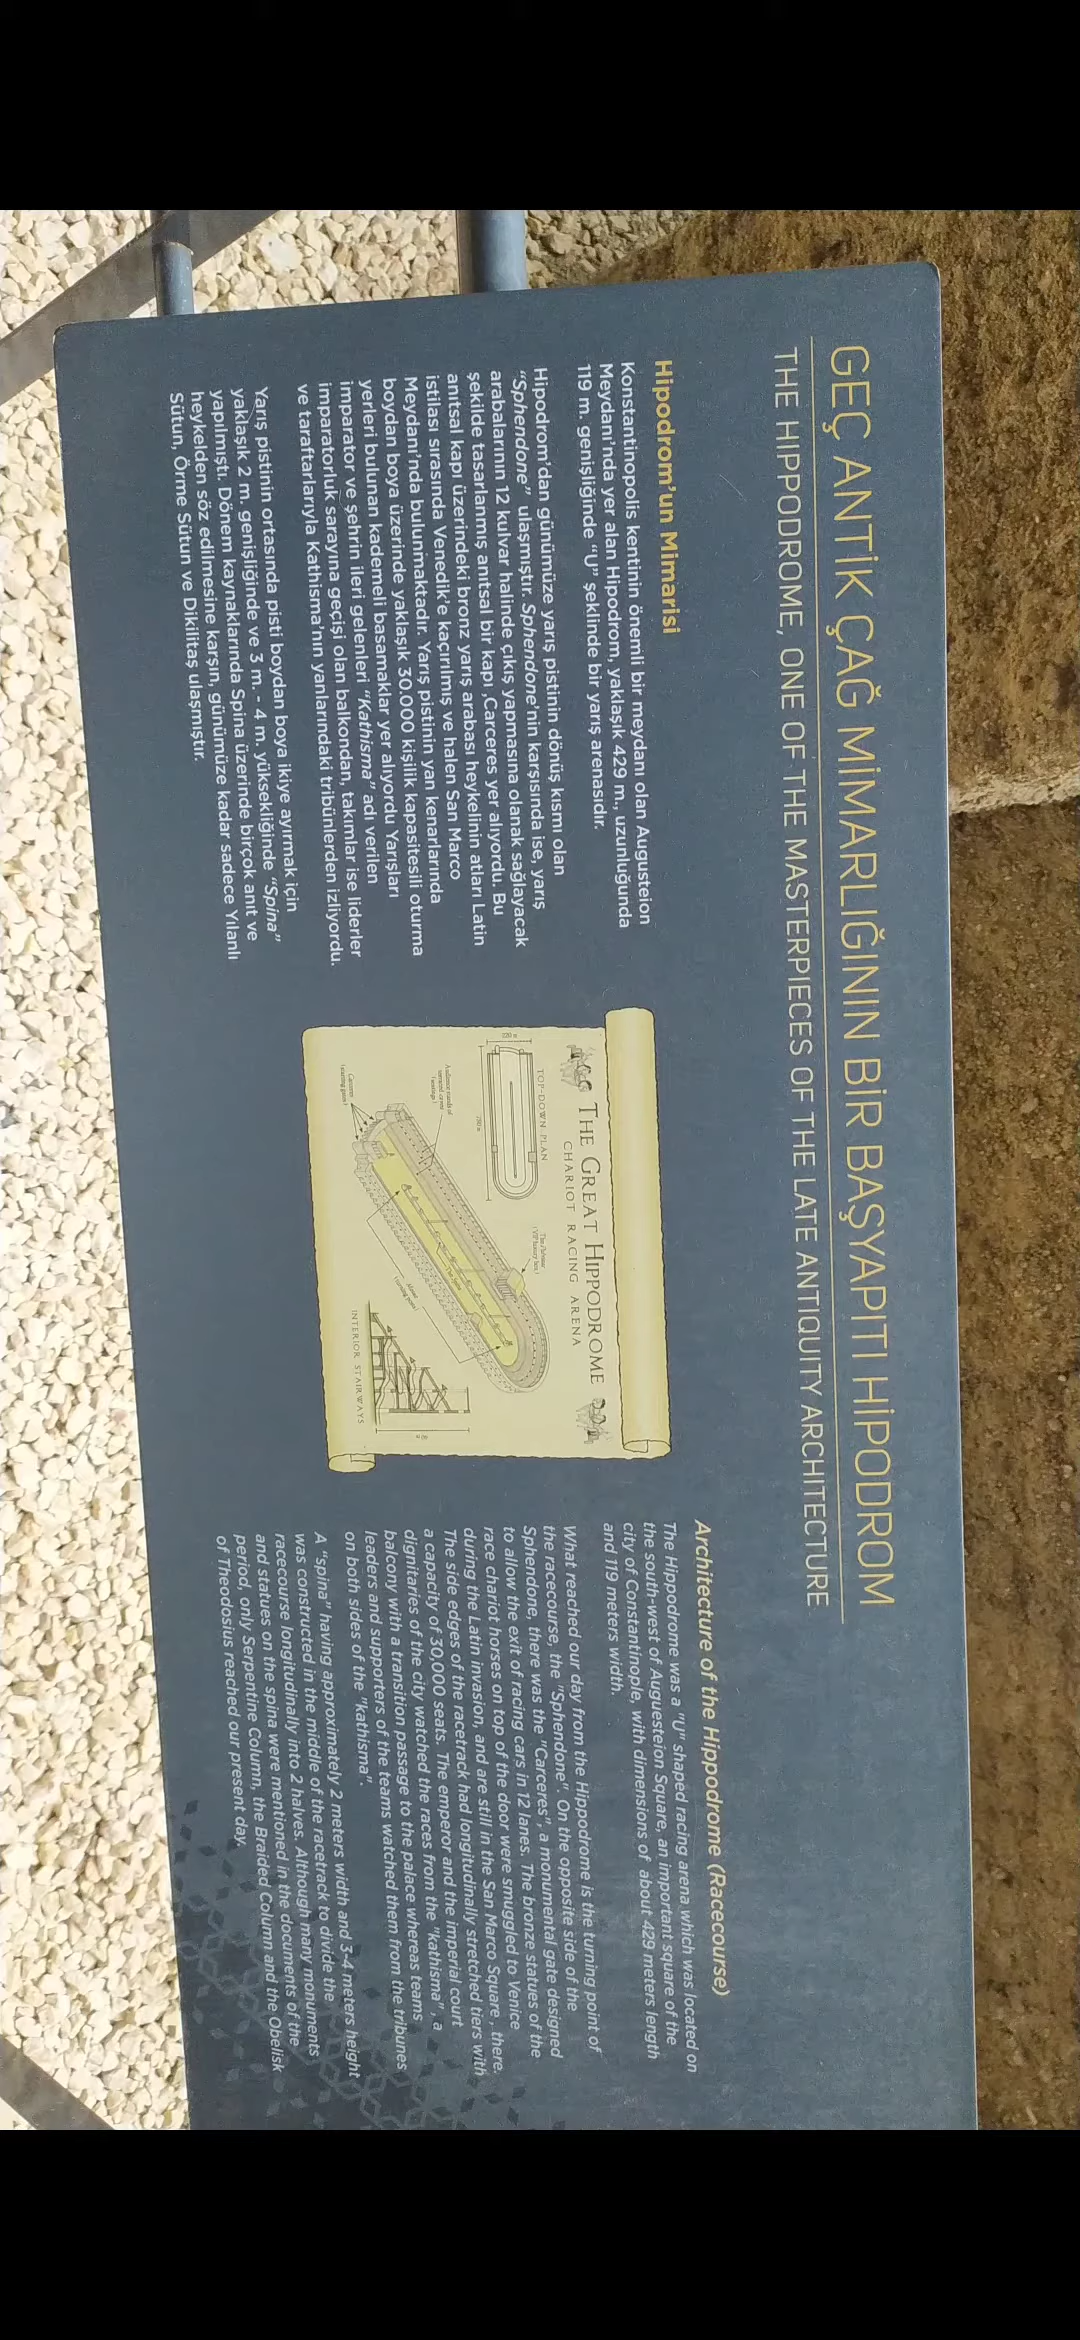 GEÇ ANTİK ÇAĞ MİMARLIĞININ BİR BAŞYAPITI HİPODROM
THE HIPPODROME, ONE OF THE MASTERPIECES OF THE LATE ANTIQUITY ARCHITECTURE
Hipodrom'un Mimarisi
Konstantinopolis kentinin önemli bir meydanı olan Augusteion
Meydanı'nda yer alan Hipodrom, yaklaşık 429 m., uzunluğunda
119 m. genişliğinde "U" şeklinde bir yarış arenasıdır.
Hipodrom'dan günümüze yarış pistinin dönüş kısmı olan
"Sphendone" ulaşmıştır. Sphendone'nin karşısında ise, yarış
arabalarının 12 kulvar halinde çıkış yapmasına olanak sağlayacak
şekilde tasarlanmış anıtsal bir kapı ,Carceres yer alıyordu. Bu
anıtsal kapı üzerindeki bronz yarış arabası heykelinin atları Latin
istilası sırasında Venedik'e kaçırılmış ve halen San Marco
Meydanı'nda bulunmaktadır. Yarış pistinin yan kenarlarında
boydan boya üzerinde yaklaşık 30.000 kişilik kapasitesili oturma
yerleri bulunan kademeli basamaklar yer alıyordu Yarışları
imparator ve şehrin ileri gelenleri "Kathisma" adı verilen
imparatorluk sarayına geçişi olan balkondan, takımlar ise liderler
ve taraftarlarıyla Kathisma'nın yanlarındaki tribünlerden izliyordu.
Yarış pistinin ortasında pisti boydan boya ikiye ayırmak için
yaklaşık 2 m. genişliğinde ve 3 m. - 4 m. yüksekliğinde "Spina"
yapılmıştı. Dönem kaynaklarında Spina üzerinde birçok anıt ve
heykelden söz edilmesine karşın, günümüze kadar sadece Yılanlı
Sütun, Örme Sütun ve Dikilitaş ulaşmıştır.
THE GREAT HIPPODROME
CHARIOT RACING ARENA
TOP-DOWN PLAN
Audience stands of
Carceres
(starting gates)
INTERIOR STAIRWAYS
Architecture of the Hippodrome (Racecourse)
The Hippodrome was a "U" shaped racing arena which was located on
the south-west of Auguesteion Square, an important square of the
city of Constantinople, with dimensions of about 429 meters length
and 119 meters width.
What reached our day from the Hippodrome is the turning point of
the racecourse, the "Sphendone". On the opposite side of the
Sphendone, there was the "Carceres", a monumental gate designed
to allow the exit of racing cars in 12 lanes. The bronze statues of the
race chariot horses on top of the door were smuggled to Venice
during the Latin invasion, and are still in the San Marco Square, there.
The side edges of the racetrack had longitudinally stretched tiers with
a capacity of 30,000 seats. The emperor and the imperial court
dignitaries of the city watched the races from the "kathisma", a
balcony with a transition passage to the palace whereas teams,
leaders and supporters of the teams watched them from the tribunes
on both sides of the "kathisma".
A "spina" having approximately 2 meters width and 3-4 meters height
was constructed in the middle of the racetrack to divide the
racecourse longitudinally into 2 halves. Although many monuments
and statues on the spina were mentioned in the documents of the
period, only Serpentine Column, the Braided Column and the Obelisk
of Theodosius reached our present day.